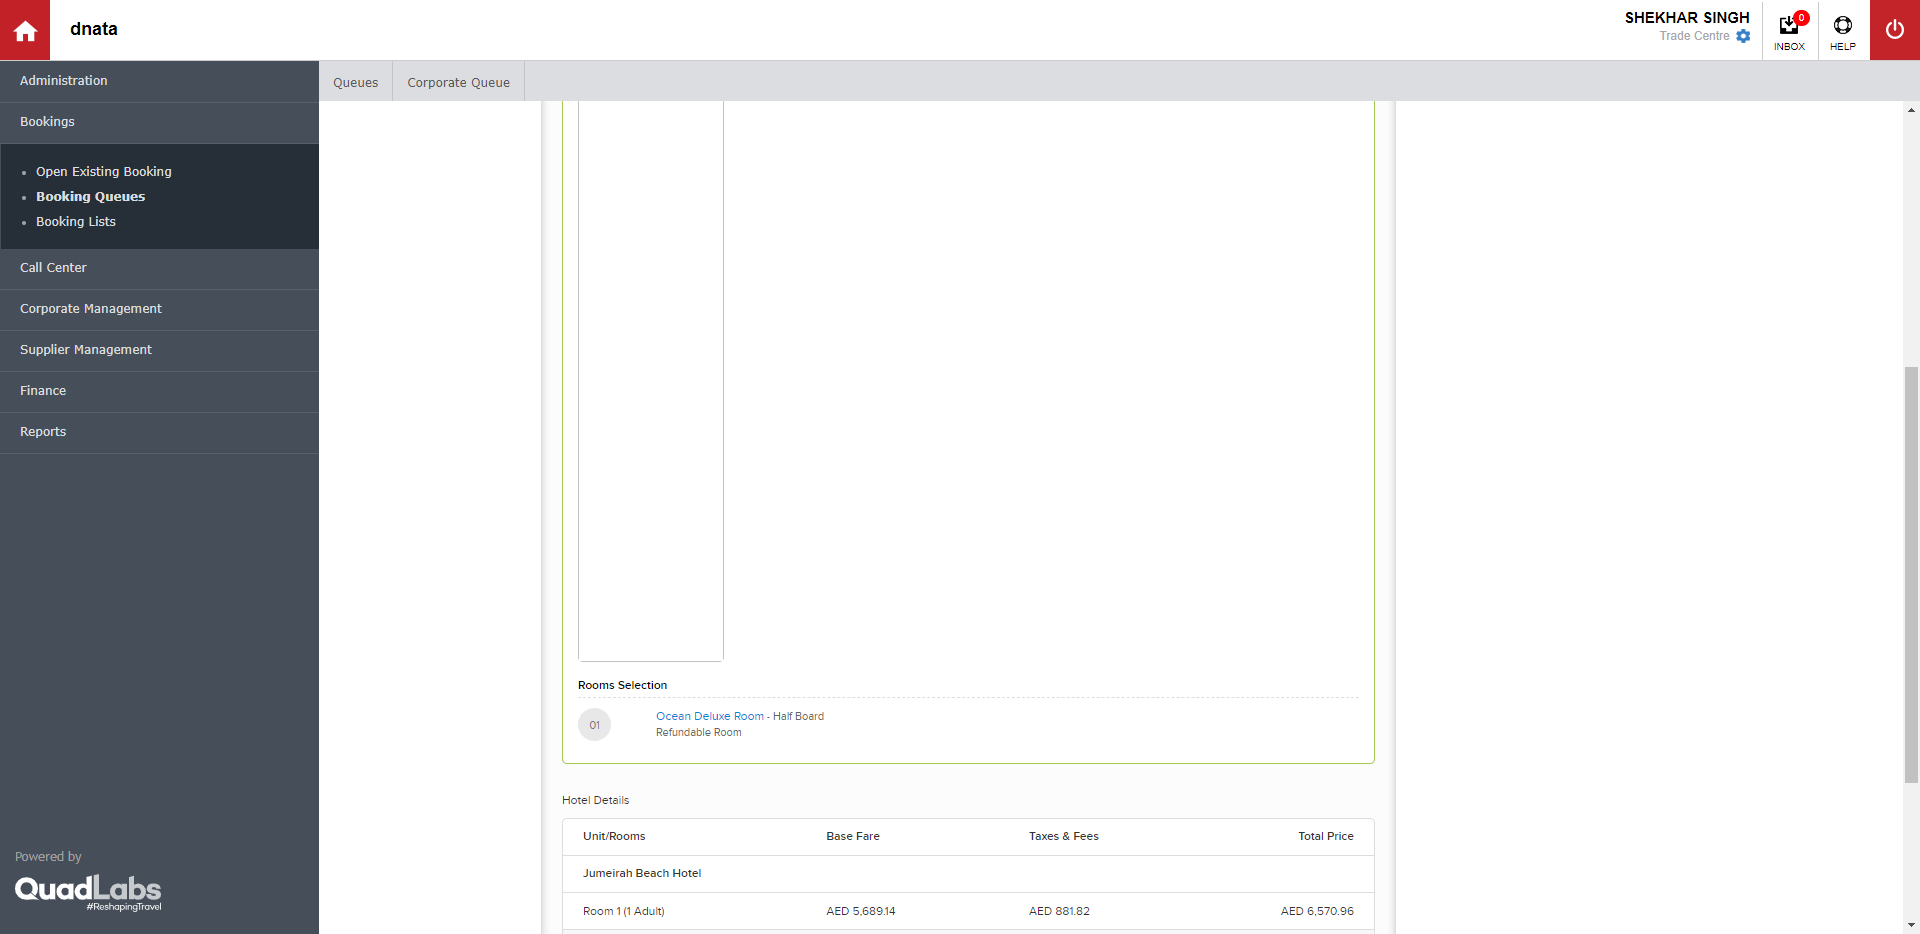 dnata
SHEKHAR SINGH
Trade Centre
0
INBOX
HELP
Administration
Bookings
Open Existing Booking
Booking Queues
Booking Lists
Call Center
Corporate Management
Supplier Management
Finance
Reports
Powered by
QuadLabs
#ReshapingTravel
Queues
Corporate Queue
Rooms Selection
01
Ocean Deluxe Room - Half Board
Refundable Room
Hotel Details
Unit/Rooms Base Fare Taxes & Fees Total Price
Jumeirah Beach Hotel
Room 1 (1 Adult) AED 5,689.14 AED 881.82 AED 6,570.96